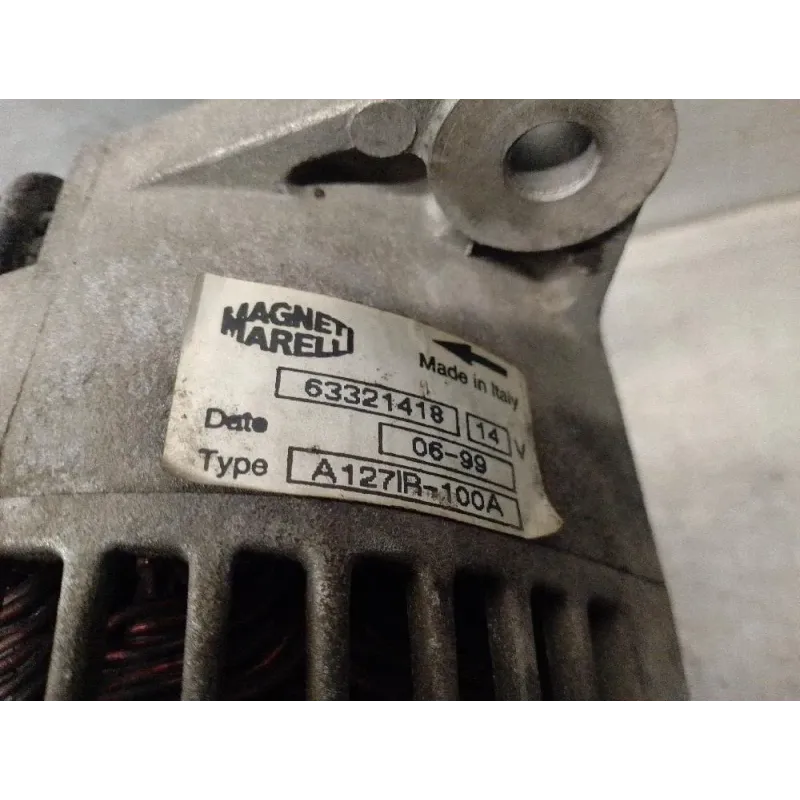 MAGNETI
MARELLI
Made in Italy
63321418 14 V
Date 06-99
Type A127IR-100A